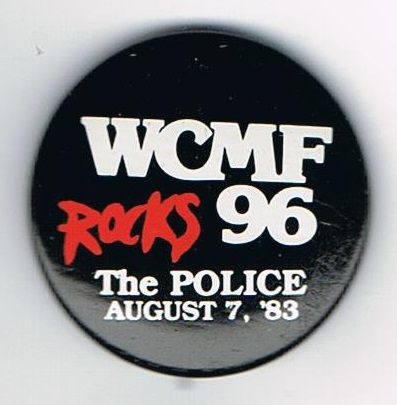 WCMF
ROCKS 96
The POLICE
AUGUST 7, '83